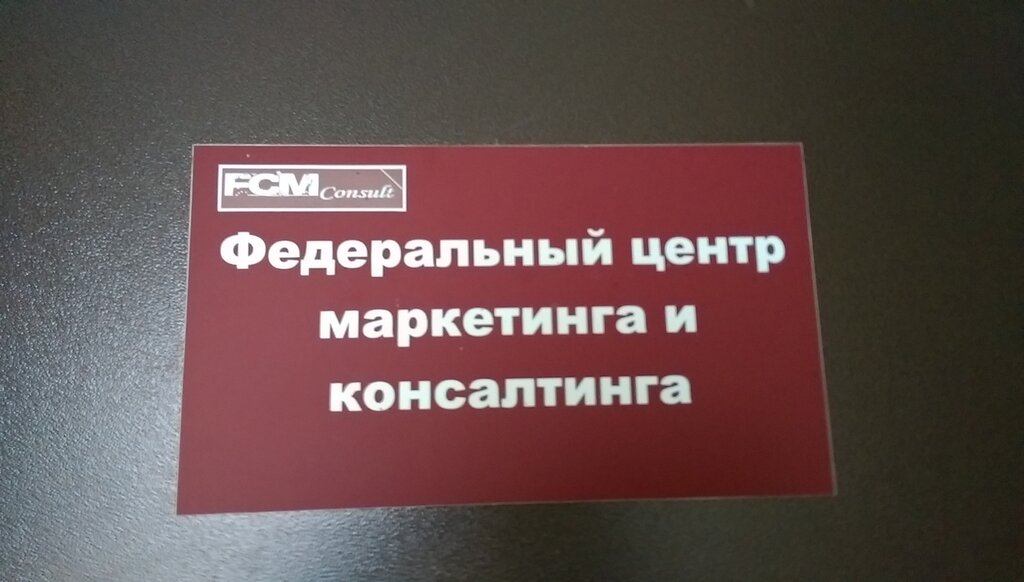 FCM Consult
Федеральный центр
маркетинга и
консалтинга